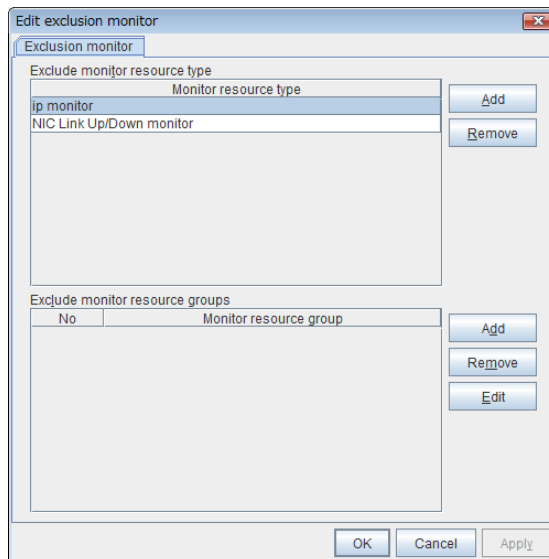 Edit exclusion monitor
Exclusion monitor
Exclude monitor resource type
Monitor resource type
ip monitor
NIC Link Up/Down monitor
Add
Remove
Exclude monitor resource groups
No Monitor resource group
Add
Remove
Edit
OK Cancel Apply